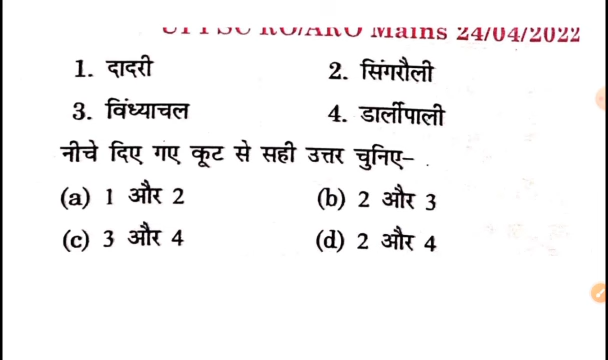 Mains 24/04/2022
1. दादरी 2. सिंगरौली
3. विंध्याचल 4. डार्लीपाली
नीचे दिए गए कूट से सही उत्तर चुनिए–
(a) 1 और 2 (b) 2 और 3
(c) 3 और 4 (d) 2 और 4